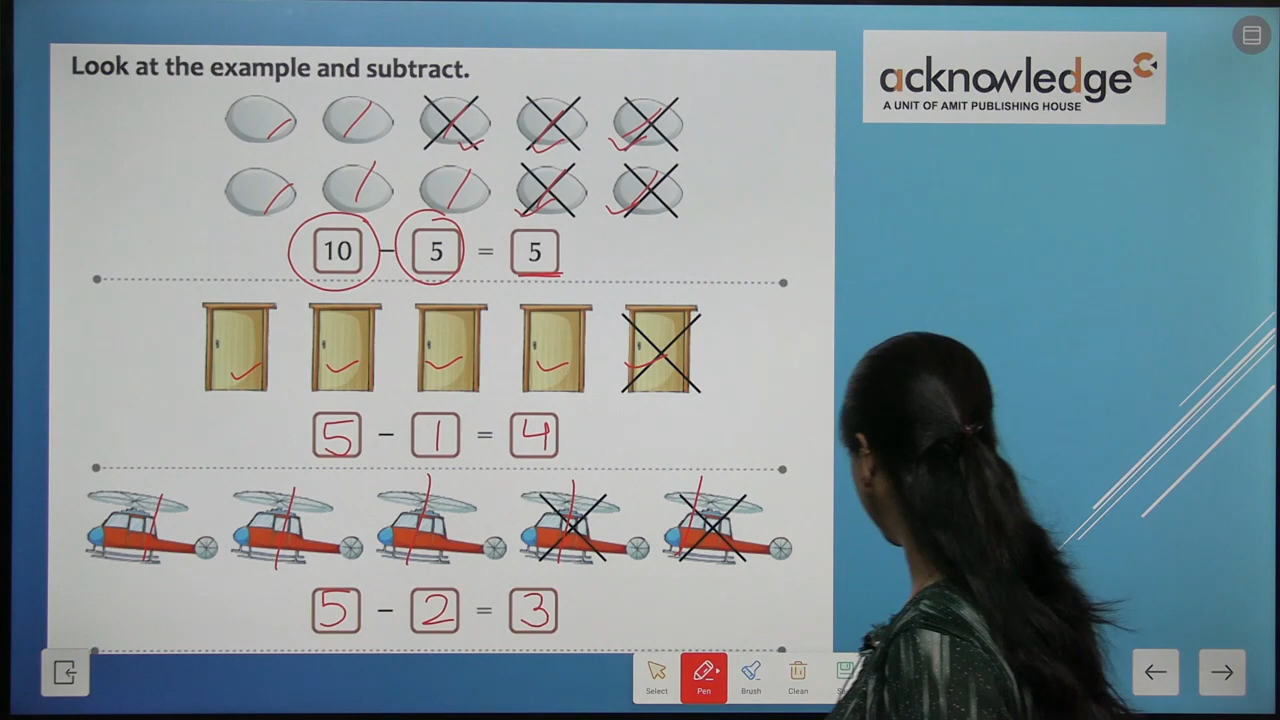 Look at the example and subtract.
acknowledge
A UNIT OF AMIT PUBLISHING HOUSE
10 - 5 = 5
5 - 1 = 4
5 - 2 = 3
Select Pen Brush Clean